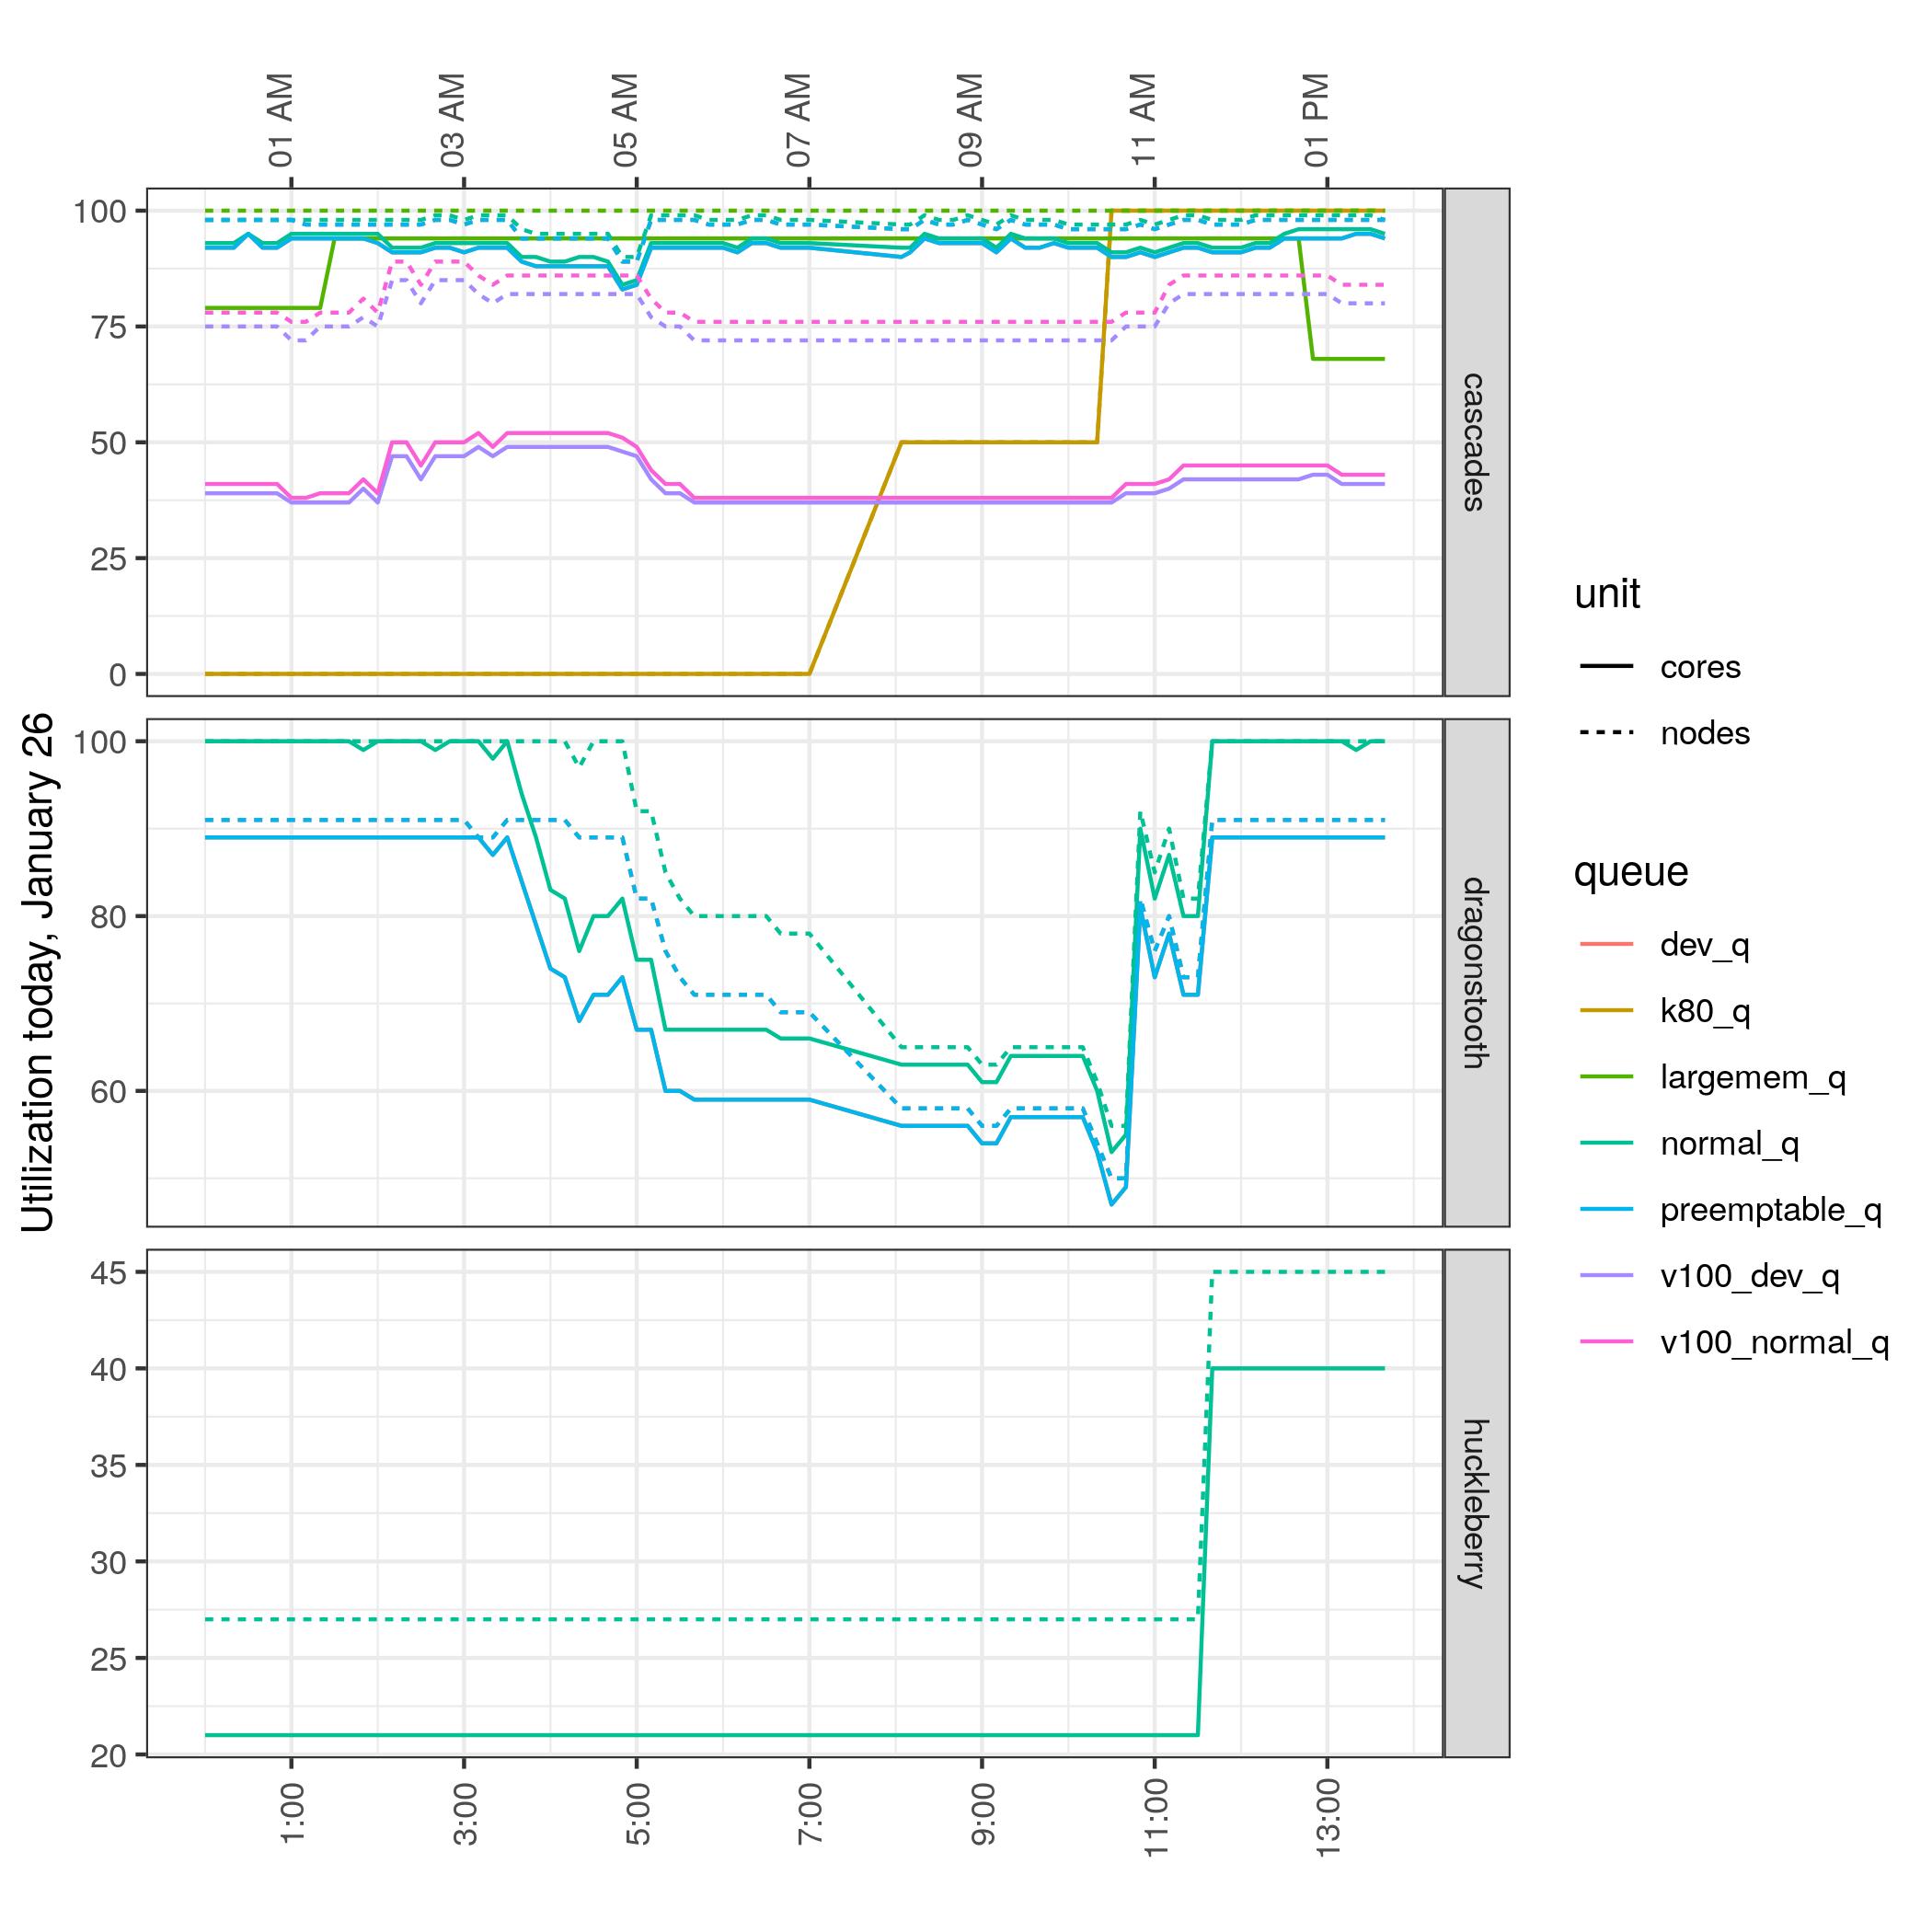 01 AM
03 AM
05 AM
07 AM
09 AM
11 AM
01 PM
Utilization today, January 26
100
75
50
25
0
cascades
100
80
60
dragonstooth
45
40
35
30
25
20
huckleberry
1:00
3:00
5:00
7:00
9:00
11:00
13:00
unit
cores
nodes
queue
dev_q
k80_q
largemem_q
normal_q
preemptable_q
v100_dev_q
v100_normal_q